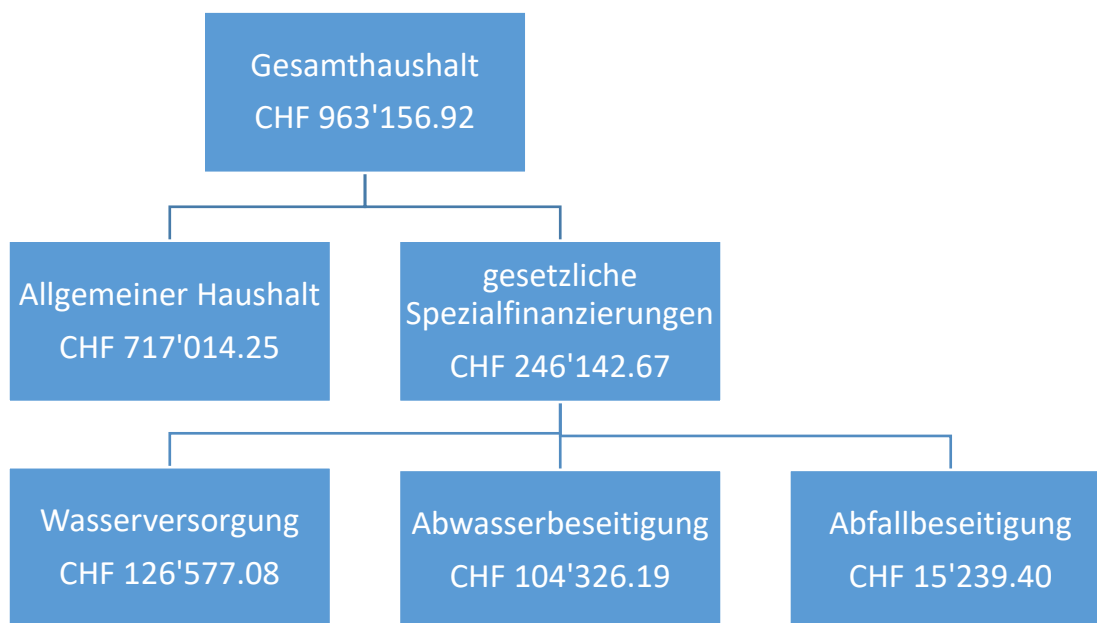 Gesamthaushalt
CHF 963'156.92
Allgemeiner Haushalt
CHF 717'014.25
gesetzliche
Spezialfinanzierungen
CHF 246'142.67
Wasserversorgung
CHF 126'577.08
Abwasserbeseitigung
CHF 104'326.19
Abfallbeseitigung
CHF 15'239.40